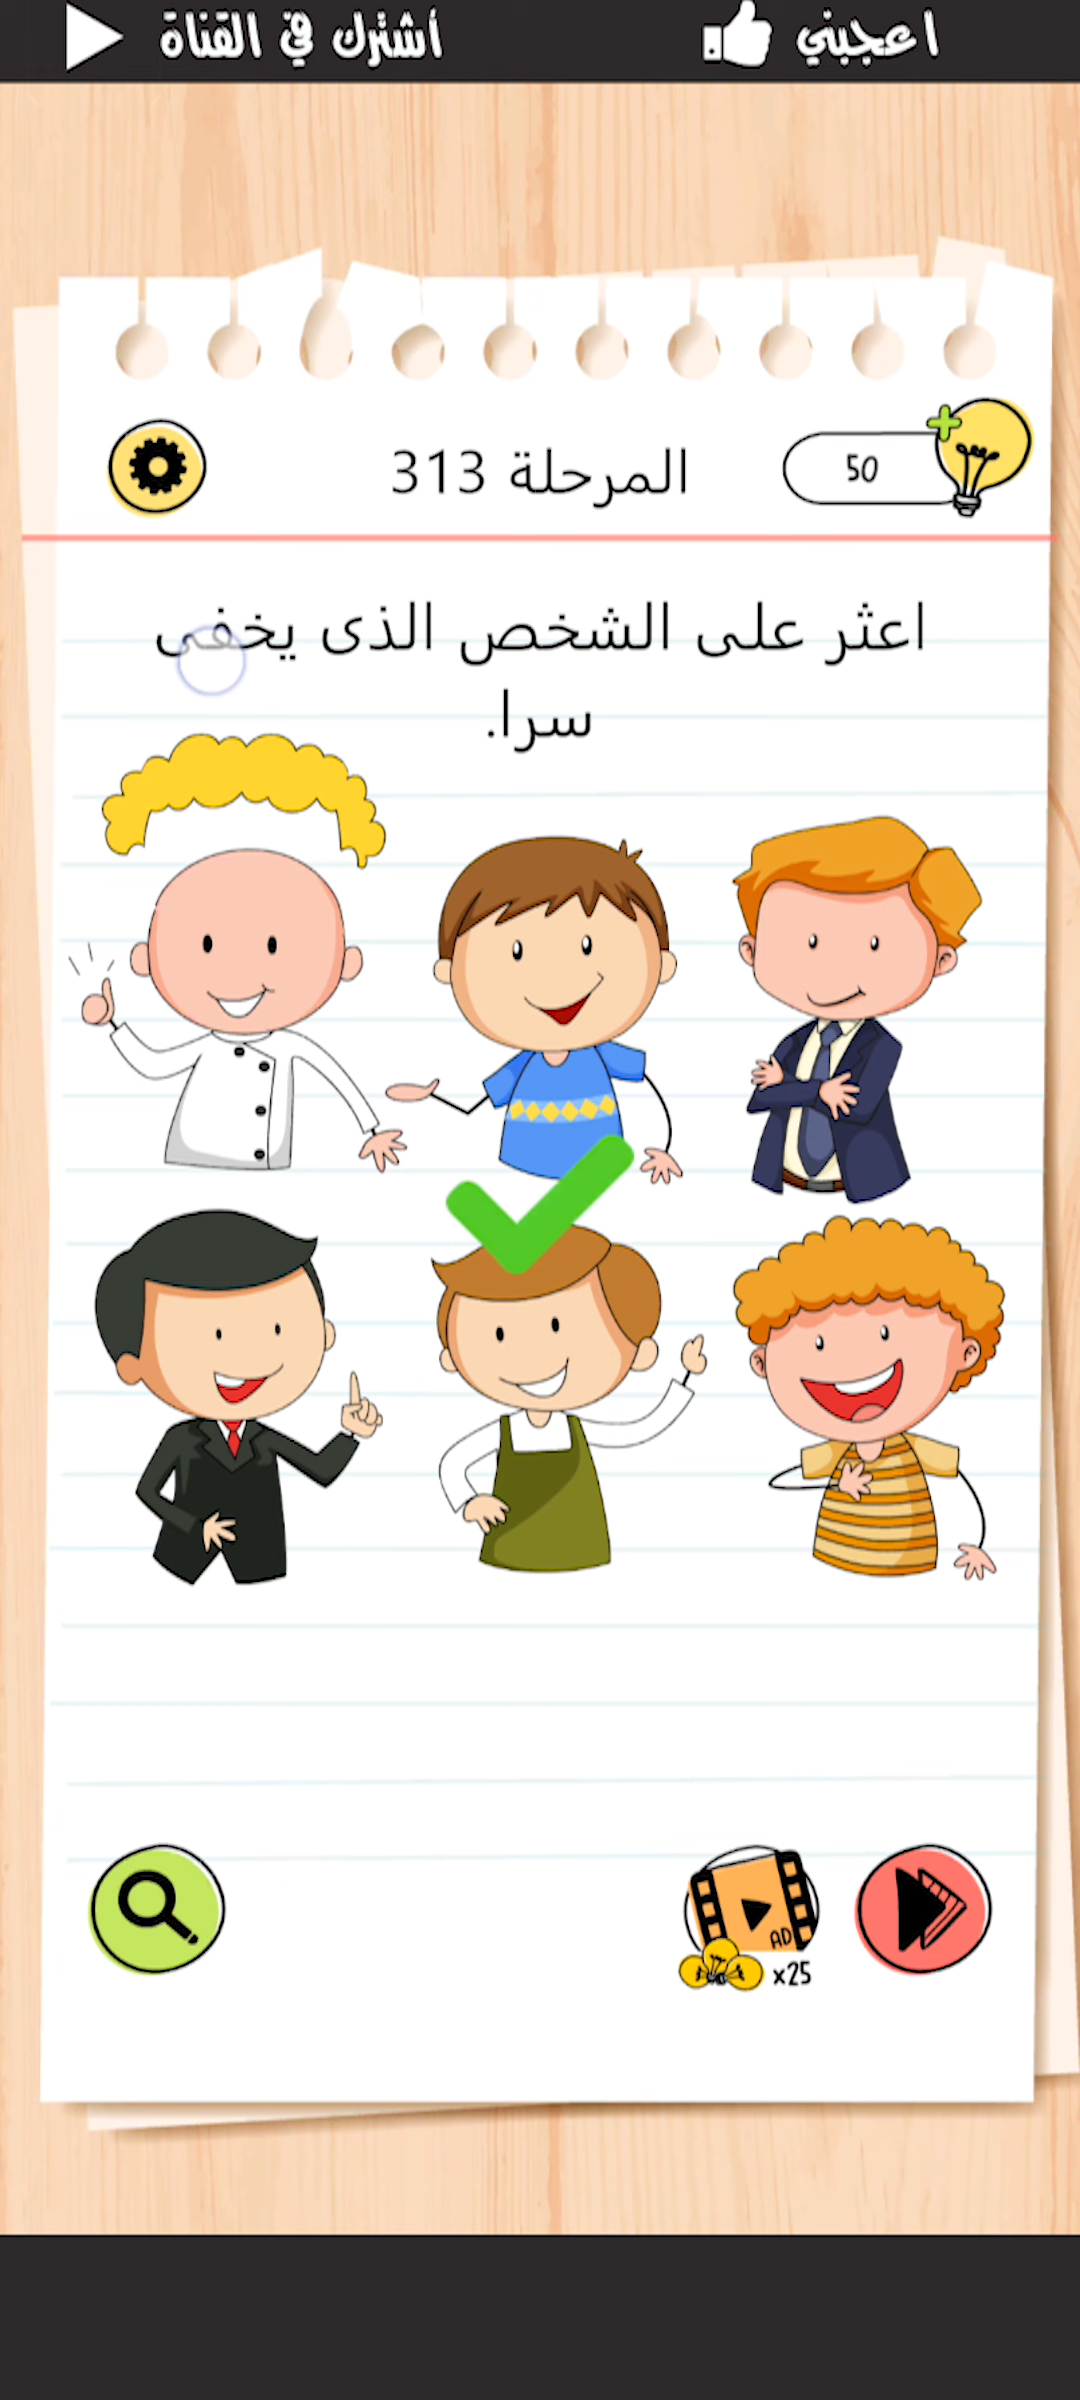 أشترك في القناة
اعجبني
المرحلة 313
50
اعثر على الشخص الذى يخفى
سرا.
AD
x25